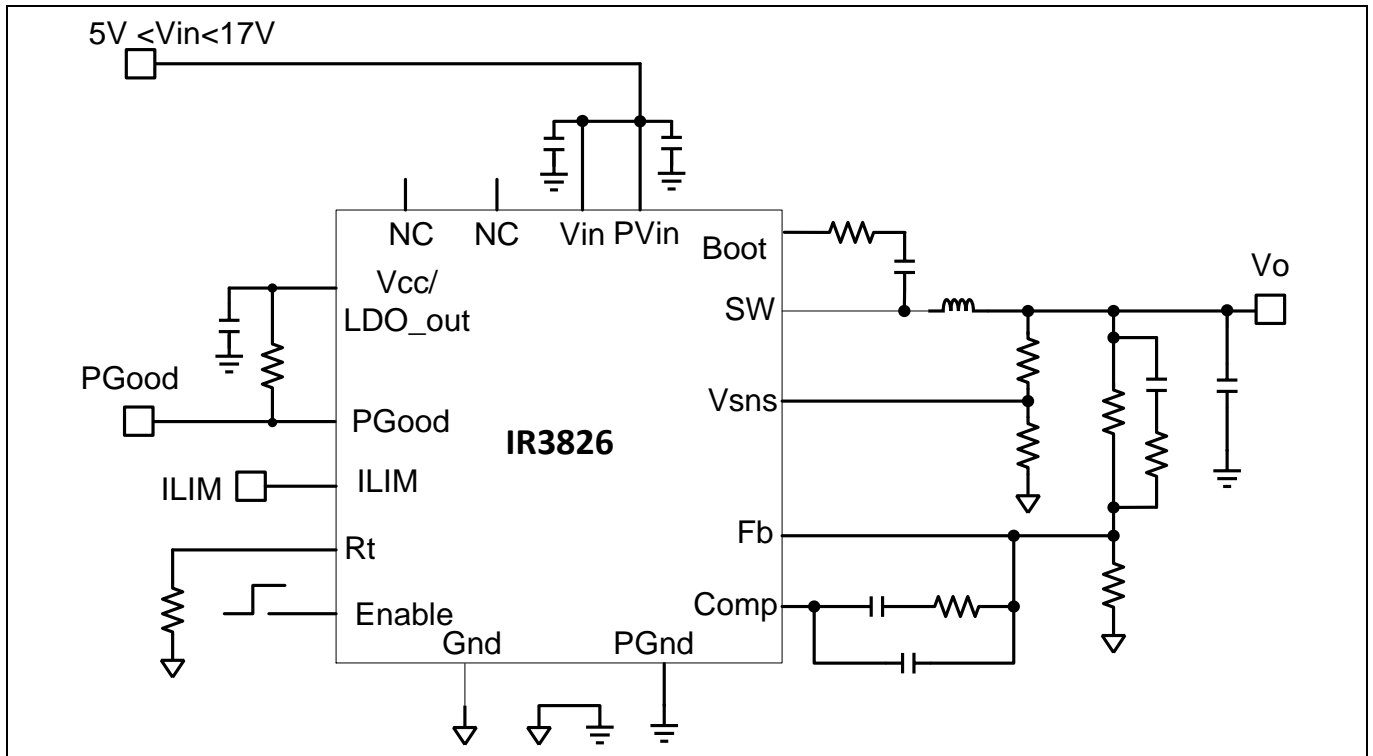 5V <Vin<17V
NC NC Vin PVin
Boot
Vcc/
LDO_out
SW
Vo
PGood
PGood
Vsns
IR3826
ILIM
ILIM
Rt
Fb
Enable
Comp
Gnd PGnd